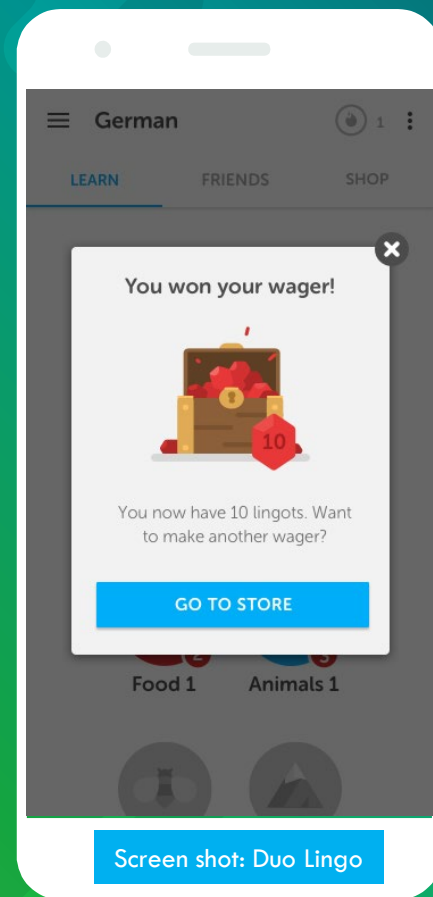 German
1
LEARN FRIENDS SHOP
You won your wager!
10
You now have 10 lingots. Want
to make another wager?
GO TO STORE
2 3
Food 1 Animals 1
Screen shot: Duo Lingo